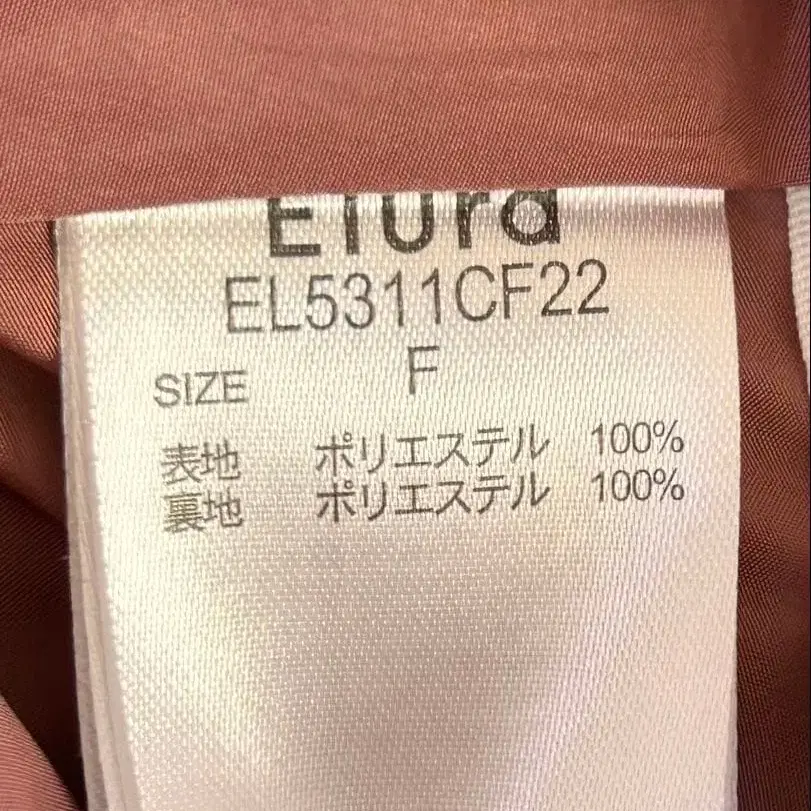 Elura
EL5311CF22
SIZE F
表地 ポリエステル 100%
裏地 ポリエステル 100%